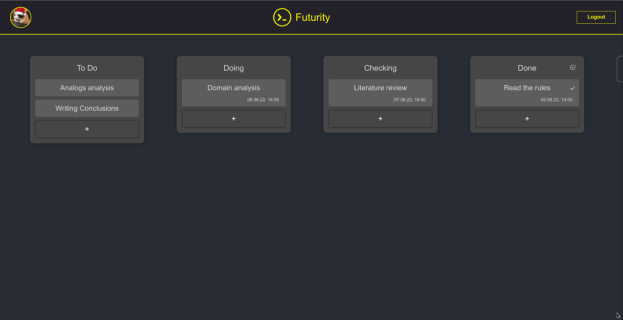 Futurity
Logout
To Do
Analogs analysis
Writing Conclusions
+
Doing
Domain analysis
06.06.22, 14:00
+
Checking
Literature review
07.06.22, 16:00
+
Done
Read the rules
05.06.22, 14:00
+